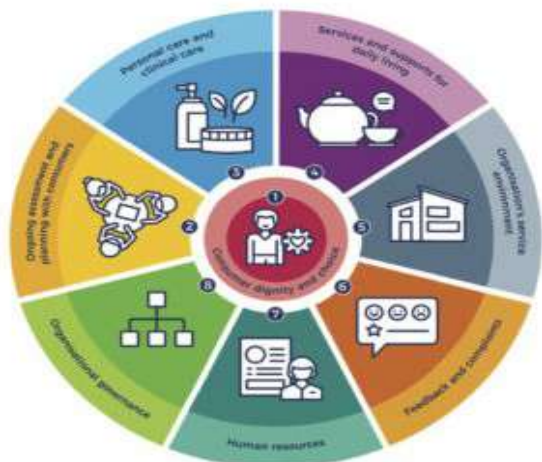 1
Consumer dignity and choice
2
Ongoing assessment and
planning with consumers
3
Personal care and
clinical care
4
Services and supports for
daily living
5
Organisation's service
environment
6
Feedback and complaints
7
Human resources
8
Organisational governance